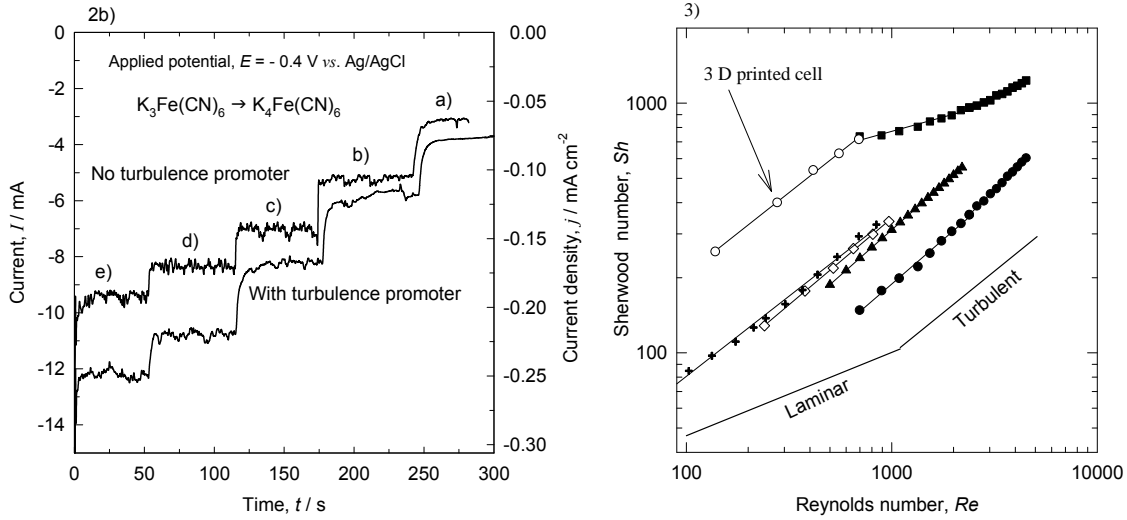 2b)
Applied potential, E = - 0.4 V vs. Ag/AgCl
K₃Fe(CN)₆ → K₄Fe(CN)₆
a)
b)
No turbulence promoter
c)
d)
e)
With turbulence promoter
0
-2
-4
-6
-8
-10
-12
-14
Current, I / mA
0.00
-0.05
-0.10
-0.15
-0.20
-0.25
-0.30
Current density, j / mA cm⁻²
0 50 100 150 200 250 300
Time, t / s
3)
3 D printed cell
1000
100
Sherwood number, Sh
Turbulent
Laminar
100 1000 10000
Reynolds number, Re